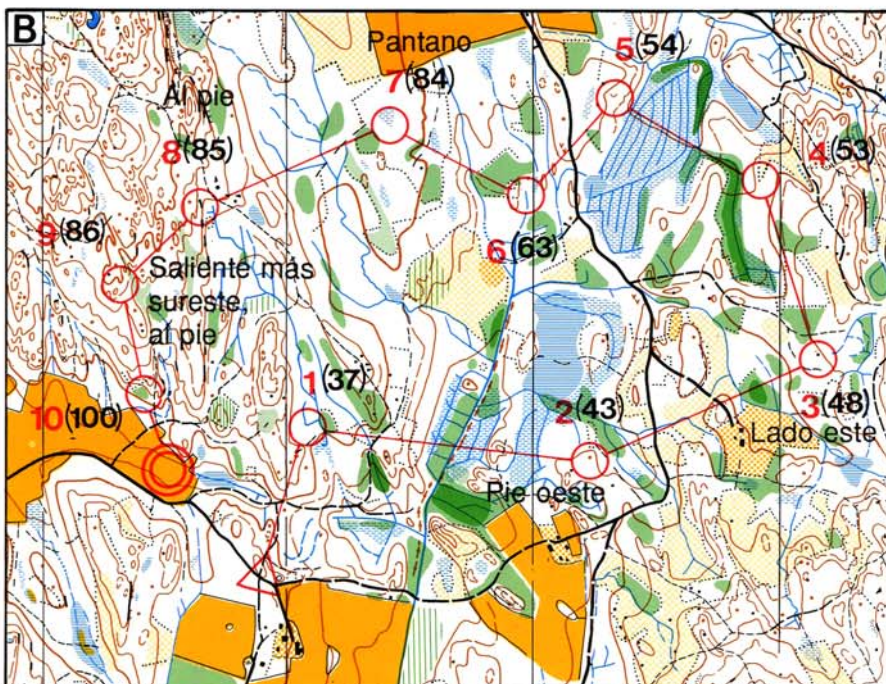 B
Pantano
7(84)
5(54)
Al pie
8(85)
4(53)
9(86)
6(63)
Saliente más
sureste,
al pie
1(37)
2(43)
3(48)
10(100)
Lado este
Pie oeste